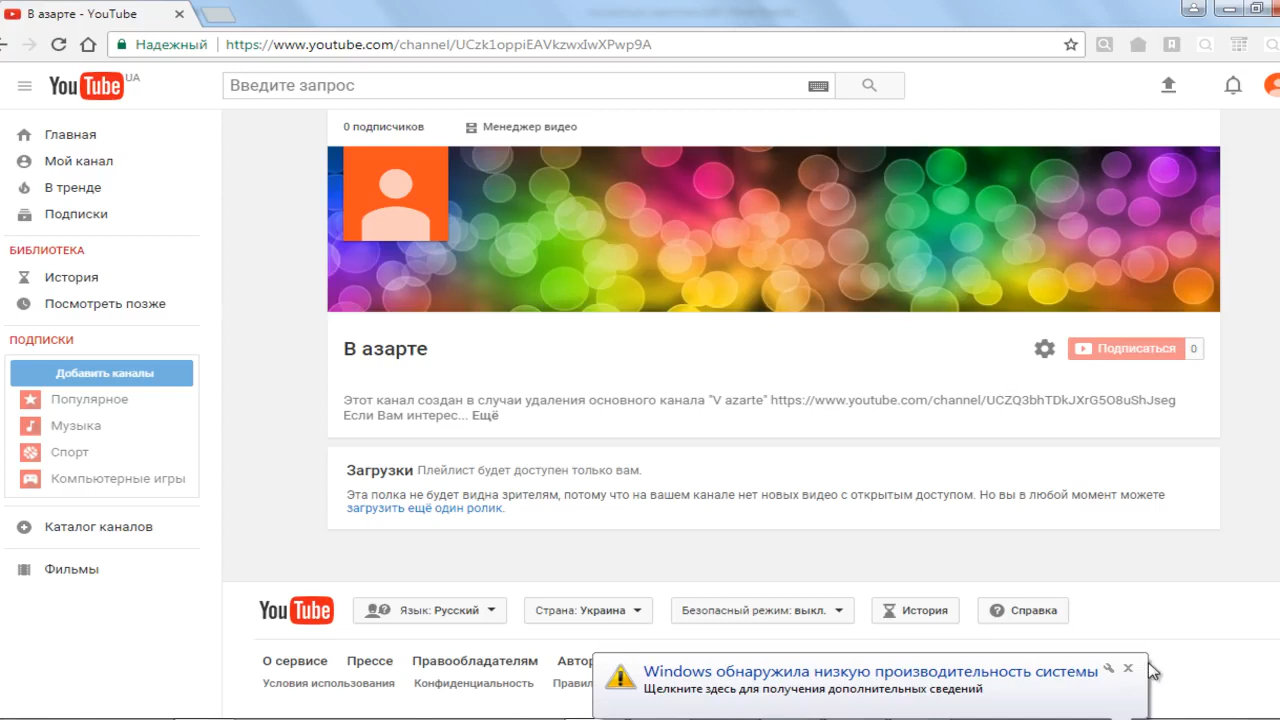 В азарте - YouTube
Надежный https://www.youtube.com/channel/UCzk1oppiEAVkzwxIwXPwp9A
YouTube UA
Введите запрос
Главная
Мой канал
В тренде
Подписки
БИБЛИОТЕКА
История
Посмотреть позже
ПОДПИСКИ
Добавить каналы
Популярное
Музыка
Спорт
Компьютерные игры
Каталог каналов
Фильмы
0 подписчиков Менеджер видео
В азарте
Подписаться 0
Этот канал создан в случаи удаления основного канала "V azarte" https://www.youtube.com/channel/UCZQ3bhTDkJXrG5O8uShJseg
Если Вам интерес... Ещё
Загрузки Плейлист будет доступен только вам.
Эта полка не будет видна зрителям, потому что на вашем канале нет новых видео с открытым доступом. Но вы в любой момент можете
загрузить ещё один ролик.
YouTube Язык: Русский Страна: Украина Безопасный режим: выкл. История Справка
О сервисе Прессе Правообладателям Автор
Условия использования Конфиденциальность Правил
Windows обнаружила низкую производительность системы
Щелкните здесь для получения дополнительных сведений